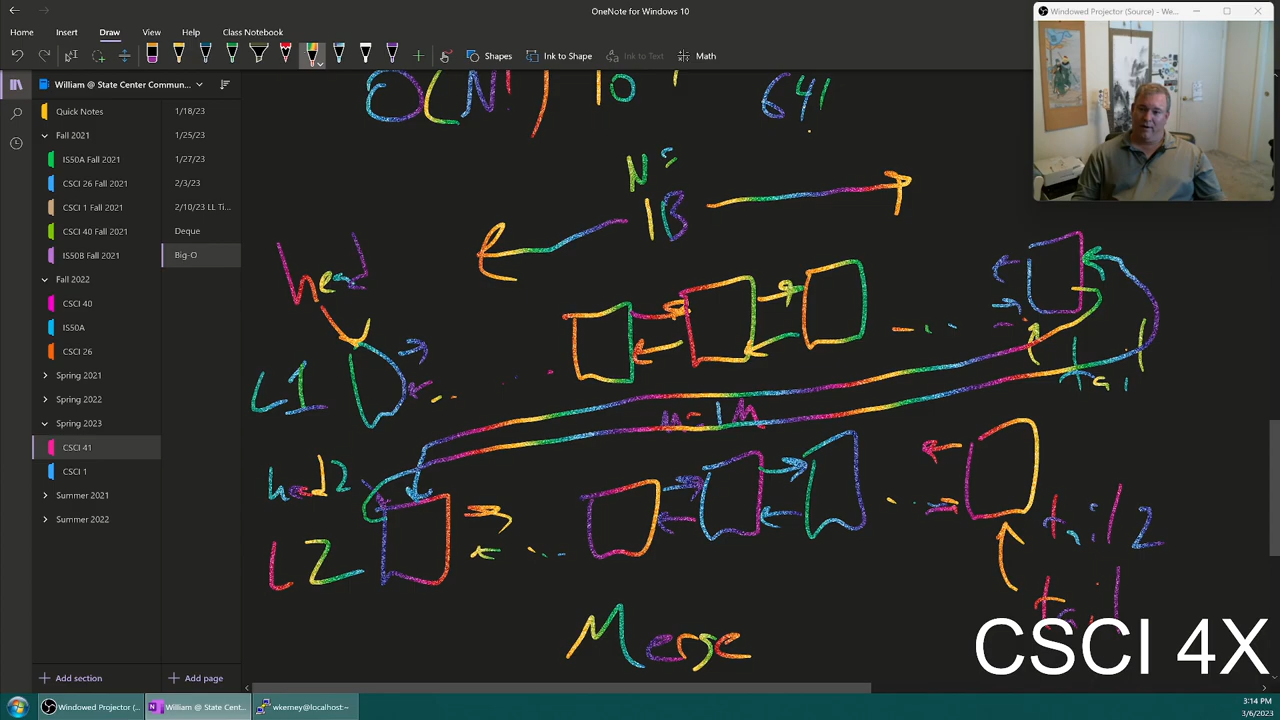 OneNote for Windows 10
Windowed Projector (Source) - We...
Home
Insert
Draw
View
Help
Class Notebook
Shapes
Ink to Shape
Ink to Text
Math
William @ State Center Commun...
Quick Notes
Fall 2021
IS50A Fall 2021
CSCI 26 Fall 2021
CSCI 1 Fall 2021
CSCI 40 Fall 2021
IS50B Fall 2021
Fall 2022
CSCI 40
IS50A
CSCI 26
Spring 2021
Spring 2022
Spring 2023
CSCI 41
CSCI 1
Summer 2021
Summer 2022
Add section
1/18/23
1/25/23
1/27/23
2/3/23
2/10/23 LL Ti...
Deque
Big-O
Add page
O(N!) 10! 64!
N=
1B
head
L1
tail
head2
L2
tail2
tail
Merge
CSCI 4X
Windowed Projector (...
William @ State Cent...
wkerney@localhost:~
3:14 PM
3/6/2023